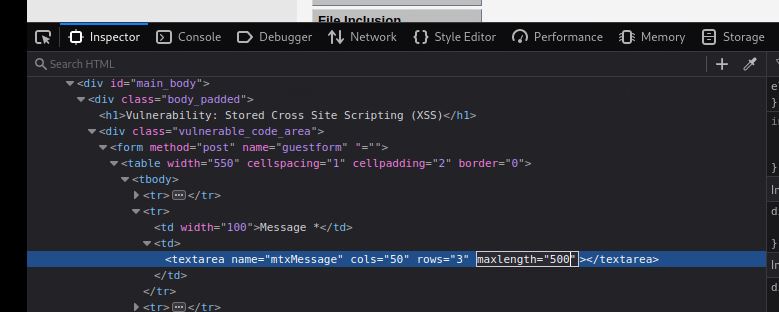 File Inclusion
Inspector Console Debugger Network Style Editor Performance Memory Storage
Search HTML
<div id="main_body">
<div class="body_padded">
<h1>Vulnerability: Stored Cross Site Scripting (XSS)</h1>
<div class="vulnerable_code_area">
<form method="post" name="guestform" "="">
<table width="550" cellspacing="1" cellpadding="2" border="0">
<tbody>
<tr>⋯</tr>
<tr>
<td width="100">Message *</td>
<td>
<textarea name="mtxMessage" cols="50" rows="3" maxlength="500"></textarea>
</td>
</tr>
<tr>⋯</tr>